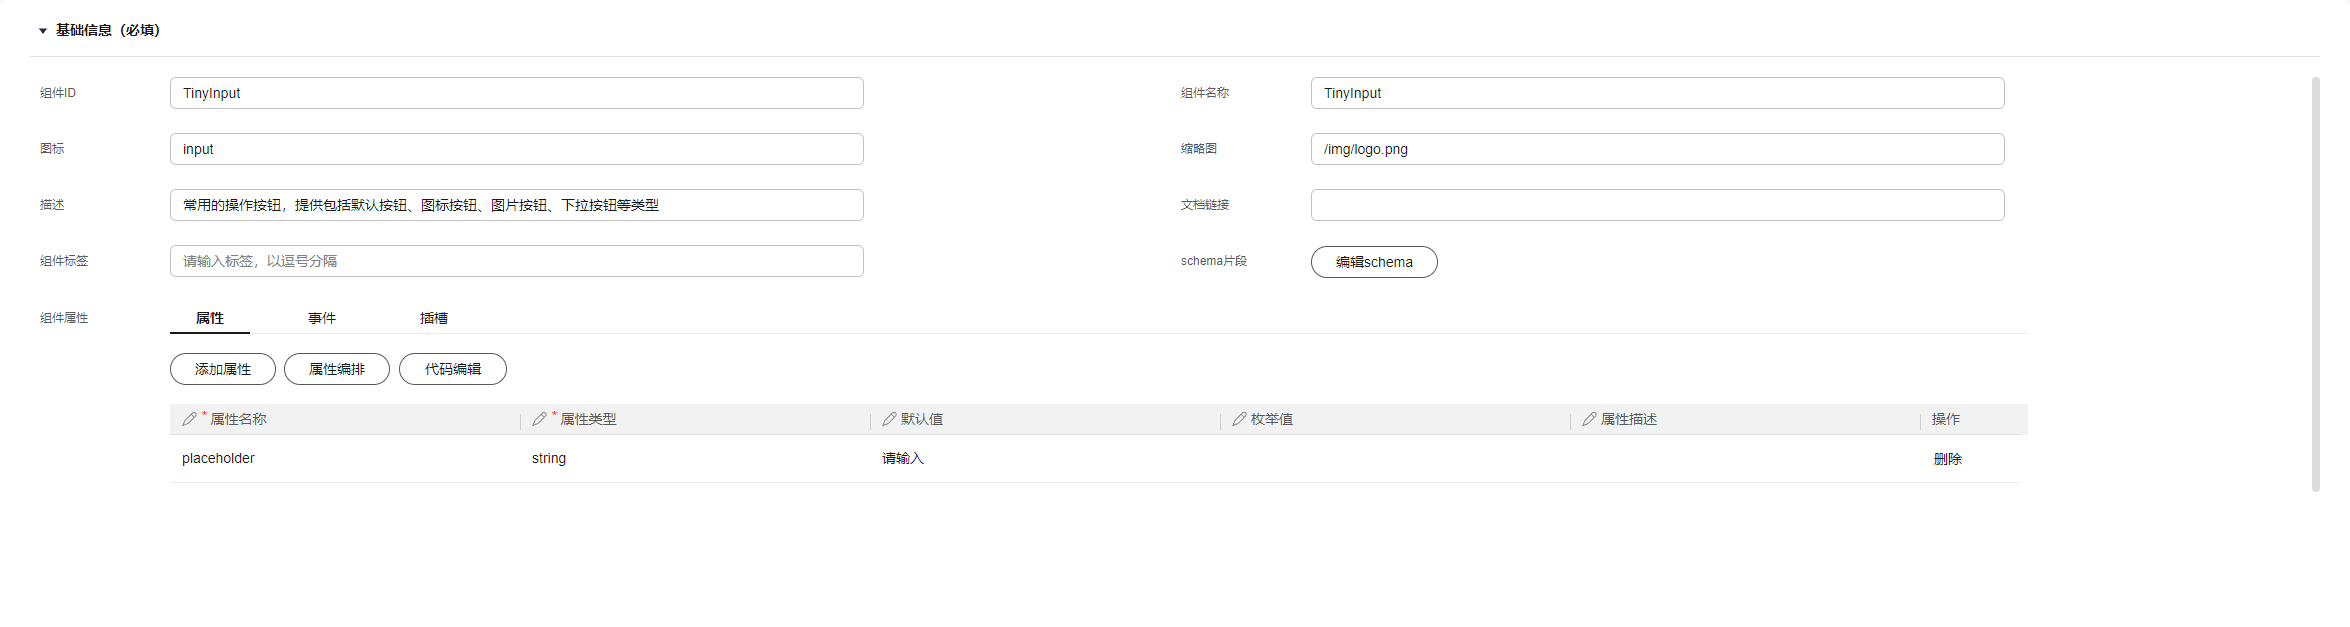 基础信息（必填）
组件ID TinyInput 组件名称 TinyInput
图标 input 缩略图 /img/logo.png
描述 常用的操作按钮，提供包括默认按钮、图标按钮、图片按钮、下拉按钮等类型 文档链接
组件标签 请输入标签，以逗号分隔 schema片段 编辑schema
组件属性 属性 事件 插槽
添加属性 属性编排 代码编辑
* 属性名称 * 属性类型 默认值 枚举值 属性描述 操作
placeholder string 请输入 删除